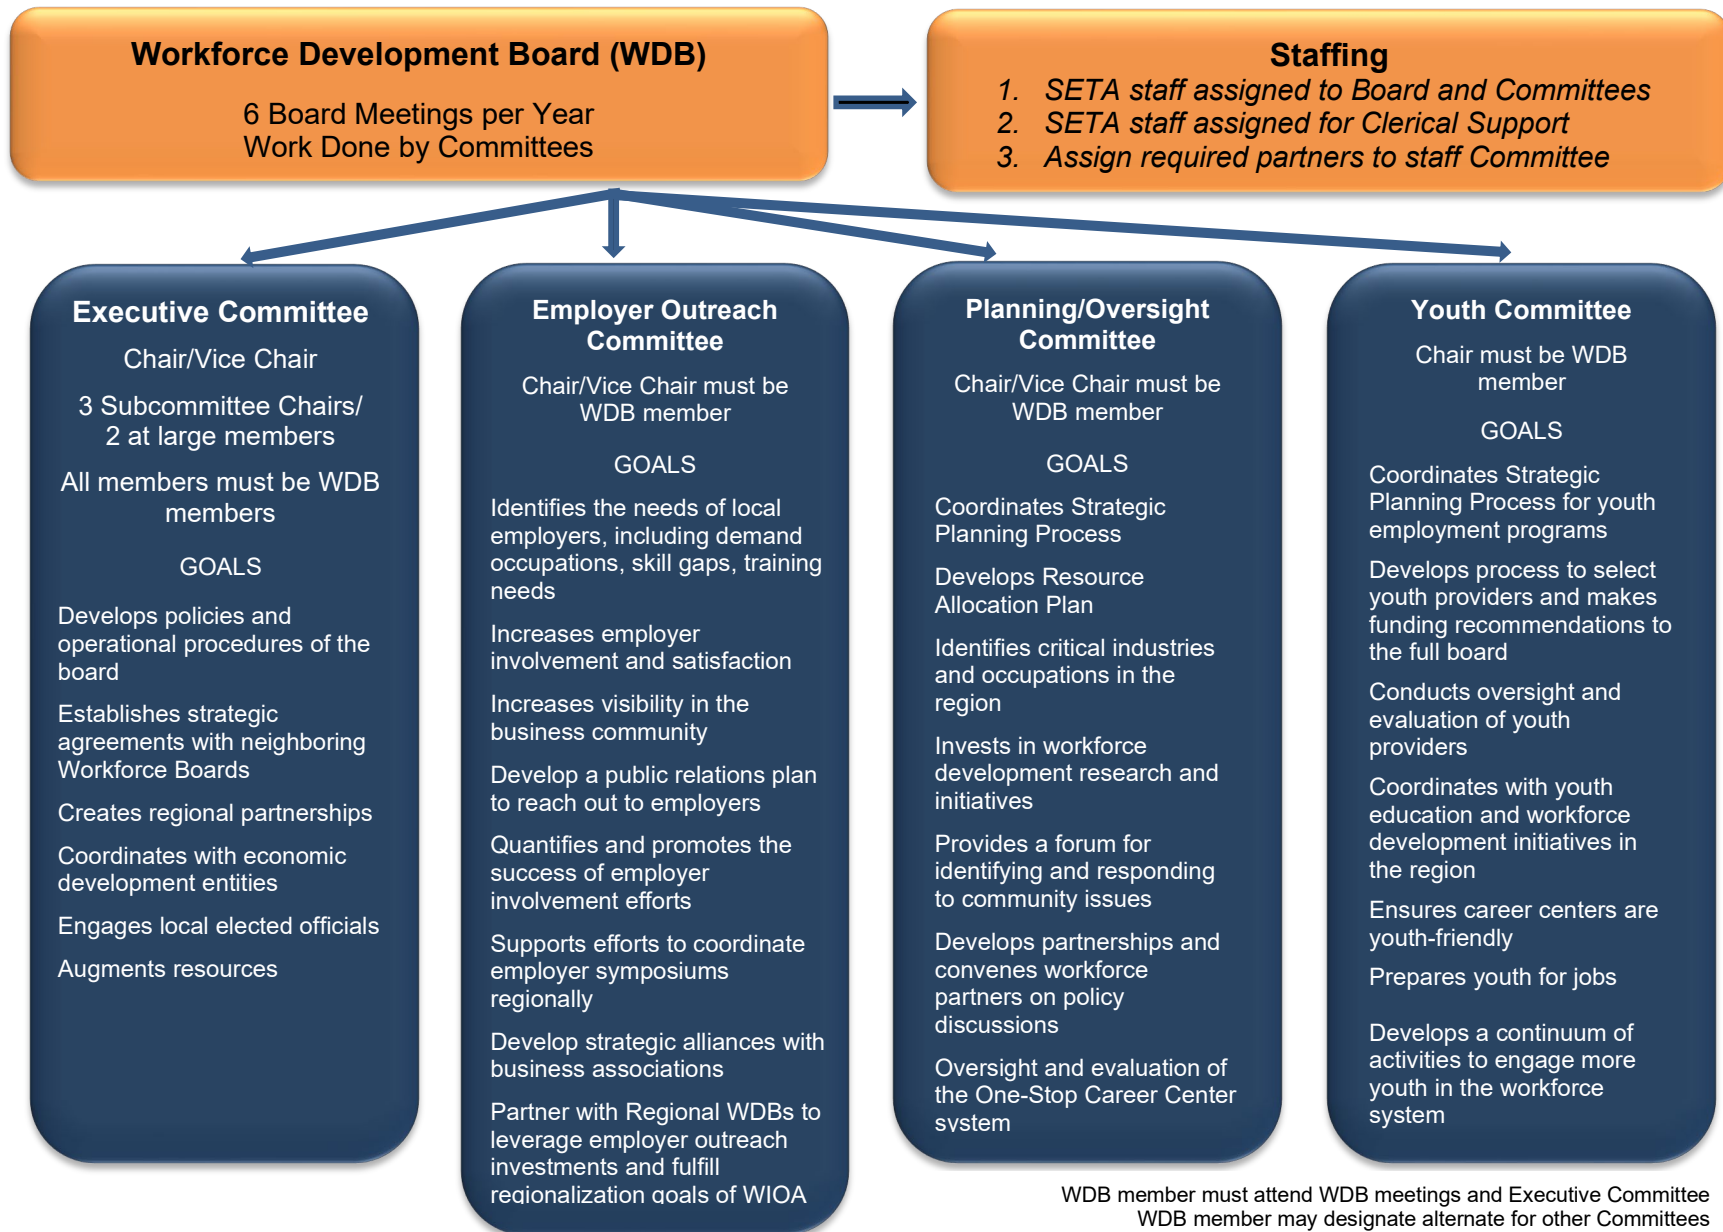 Workforce Development Board (WDB)
6 Board Meetings per Year
Work Done by Committees
Staffing
1. SETA staff assigned to Board and Committees
2. SETA staff assigned for Clerical Support
3. Assign required partners to staff Committee
Executive Committee
Chair/Vice Chair
3 Subcommittee Chairs/
2 at large members
All members must be WDB
members
GOALS
Develops policies and
operational procedures of the
board
Establishes strategic
agreements with neighboring
Workforce Boards
Creates regional partnerships
Coordinates with economic
development entities
Engages local elected officials
Augments resources
Employer Outreach
Committee
Chair/Vice Chair must be
WDB member
GOALS
Identifies the needs of local
employers, including demand
occupations, skill gaps, training
needs
Increases employer
involvement and satisfaction
Increases visibility in the
business community
Develop a public relations plan
to reach out to employers
Quantifies and promotes the
success of employer
involvement efforts
Supports efforts to coordinate
employer symposiums
regionally
Develop strategic alliances with
business associations
Partner with Regional WDBs to
leverage employer outreach
investments and fulfill
regionalization goals of WIOA
Planning/Oversight
Committee
Chair/Vice Chair must be
WDB member
GOALS
Coordinates Strategic
Planning Process
Develops Resource
Allocation Plan
Identifies critical industries
and occupations in the
region
Invests in workforce
development research and
initiatives
Provides a forum for
identifying and responding
to community issues
Develops partnerships and
convenes workforce
partners on policy
discussions
Oversight and evaluation of
the One-Stop Career Center
system
Youth Committee
Chair must be WDB
member
GOALS
Coordinates Strategic
Planning Process for youth
employment programs
Develops process to select
youth providers and makes
funding recommendations to
the full board
Conducts oversight and
evaluation of youth
providers
Coordinates with youth
education and workforce
development initiatives in
the region
Ensures career centers are
youth-friendly
Prepares youth for jobs
Develops a continuum of
activities to engage more
youth in the workforce
system
WDB member must attend WDB meetings and Executive Committee
WDB member may designate alternate for other Committees